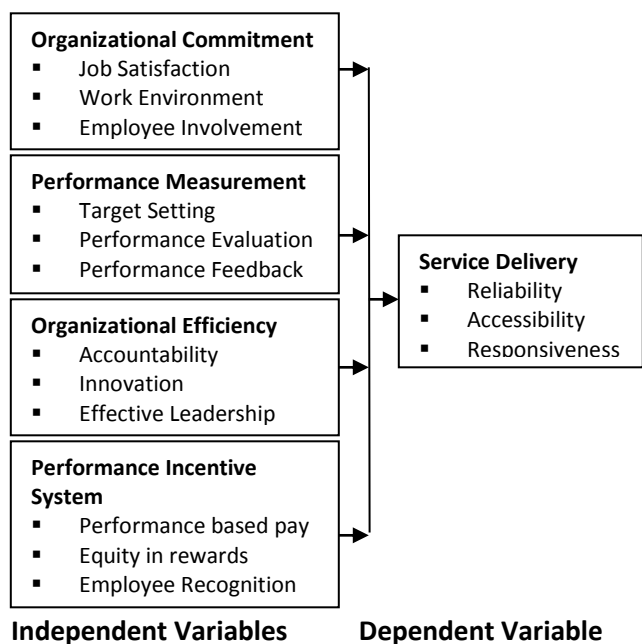 Organizational Commitment
▪ Job Satisfaction
▪ Work Environment
▪ Employee Involvement
Performance Measurement
▪ Target Setting
▪ Performance Evaluation
▪ Performance Feedback
Organizational Efficiency
▪ Accountability
▪ Innovation
▪ Effective Leadership
Performance Incentive
System
▪ Performance based pay
▪ Equity in rewards
▪ Employee Recognition
Service Delivery
▪ Reliability
▪ Accessibility
▪ Responsiveness
Independent Variables
Dependent Variable